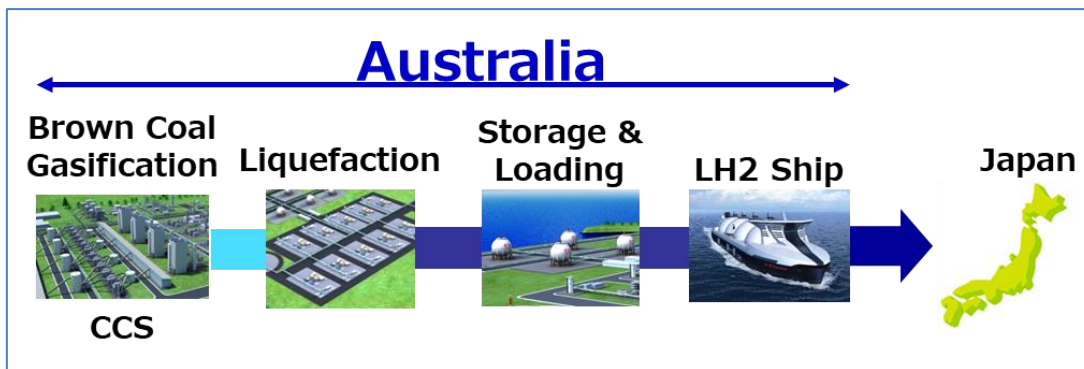 Australia
Brown Coal
Gasification
Liquefaction
Storage &
Loading
LH2 Ship
Japan
CCS